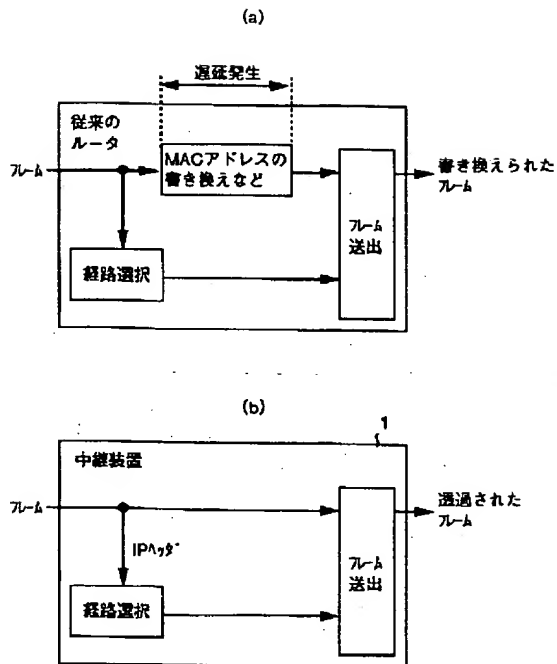 (a)
遅延発生
従来の
ルータ
フレーム
MACアドレスの
書き換えなど
書き換えられた
フレーム
フレーム
送出
経路選択
(b)
1
中継装置
フレーム
透過された
フレーム
IPヘッダ
フレーム
送出
経路選択